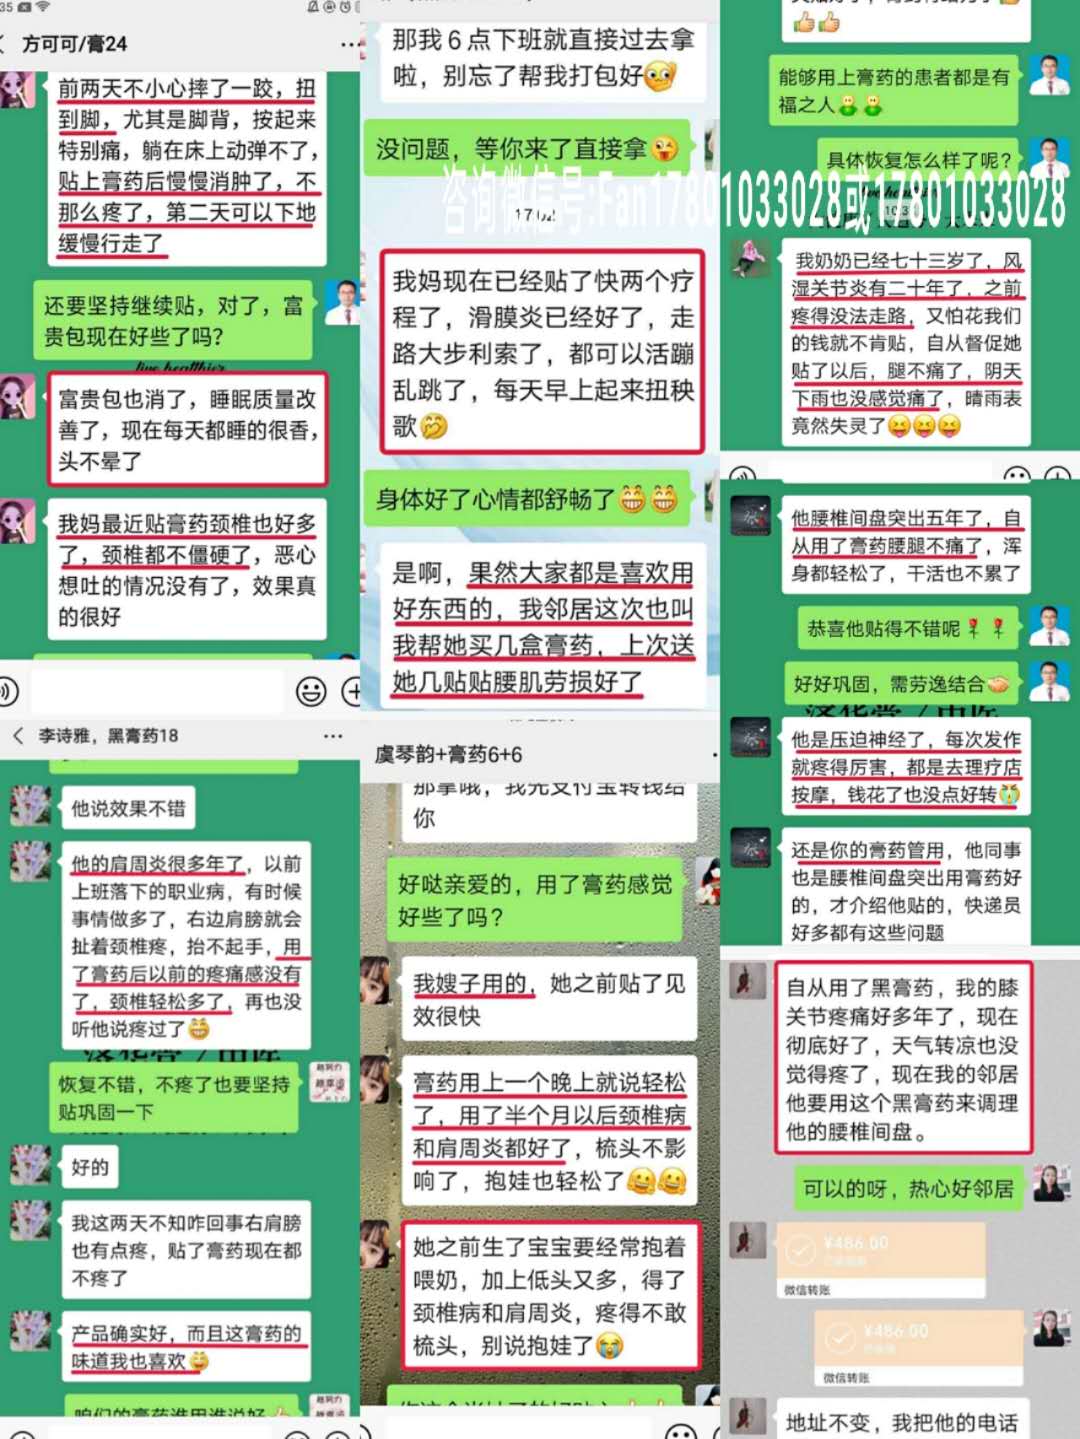 35
方可可/膏24
前两天不小心摔了一跤，扭
到脚，尤其是脚背，按起来
特别痛，躺在床上动弹不了，
贴上膏药后慢慢消肿了，不
那么疼了，第二天可以下地
缓慢行走了
还要坚持继续贴，对了，富
贵包现在好些了吗？
live healthier
富贵包也消了，睡眠质量改
善了，现在每天都睡的很香，
头不晕了
我妈最近贴膏药颈椎也好多
了，颈椎都不僵硬了，恶心
想吐的情况没有了，效果真
的很好
那我6点下班就直接过去拿
啦，别忘了帮我打包好
没问题，等你来了直接拿
咨询微信号:Fan17801033028或17801033028
17:02
我妈现在已经贴了快两个疗
程了，滑膜炎已经好了，走
路大步利索了，都可以活蹦
乱跳了，每天早上起来扭秧
歌
身体好了心情都舒畅了
是啊，果然大家都是喜欢用
好东西的，我邻居这次也叫
我帮她买几盒膏药，上次送
她几贴贴腰肌劳损好了
能够用上膏药的患者都是有
福之人
具体恢复怎么样了呢？
我奶奶已经七十三岁了，风
湿关节炎有二十年了，之前
疼得没法走路，又怕花我们
的钱就不肯贴，自从督促她
贴了以后，腿不痛了，阴天
下雨也没感觉痛了，晴雨表
竟然失灵了
他腰椎间盘突出五年了，自
从用了膏药腰腿不痛了，浑
身都轻松了，干活也不累了
恭喜他贴得不错呢
好好巩固，需劳逸结合
他是压迫神经了，每次发作
就疼得厉害，都是去理疗店
按摩，钱花了也没点好转
还是你的膏药管用，他同事
也是腰椎间盘突出用膏药好
的，才介绍他贴的，快递员
好多都有这些问题
李诗雅，黑膏药18
他说效果不错
他的肩周炎很多年了，以前
上班落下的职业病，有时候
事情做多了，右边肩膀就会
扯着颈椎疼，抬不起手，用
了膏药后以前的疼痛感没有
了，颈椎轻松多了，再也没
听他说疼过了
恢复不错，不疼了也要坚持
贴巩固一下
好的
我这两天不知咋回事右肩膀
也有点疼，贴了膏药现在都
不疼了
产品确实好，而且这膏药的
味道我也喜欢
咱们的膏药谁用谁说好
虞琴韵+膏药6+6
那拿哦，我先支付宝转钱给
你
好哒亲爱的，用了膏药感觉
好些了吗？
我嫂子用的，她之前贴了见
效很快
膏药用上一个晚上就说轻松
了，用了半个月以后颈椎病
和肩周炎都好了，梳头不影
响了，抱娃也轻松了
她之前生了宝宝要经常抱着
喂奶，加上低头又多，得了
颈椎病和肩周炎，疼得不敢
梳头，别说抱娃了
自从用了黑膏药，我的膝
关节疼痛好多年了，现在
彻底好了，天气转凉也没
觉得疼了，现在我的邻居
他要用这个黑膏药来调理
他的腰椎间盘。
可以的呀，热心好邻居
¥486.00
微信转账
¥486.00
微信转账
地址不变，我把他的电话